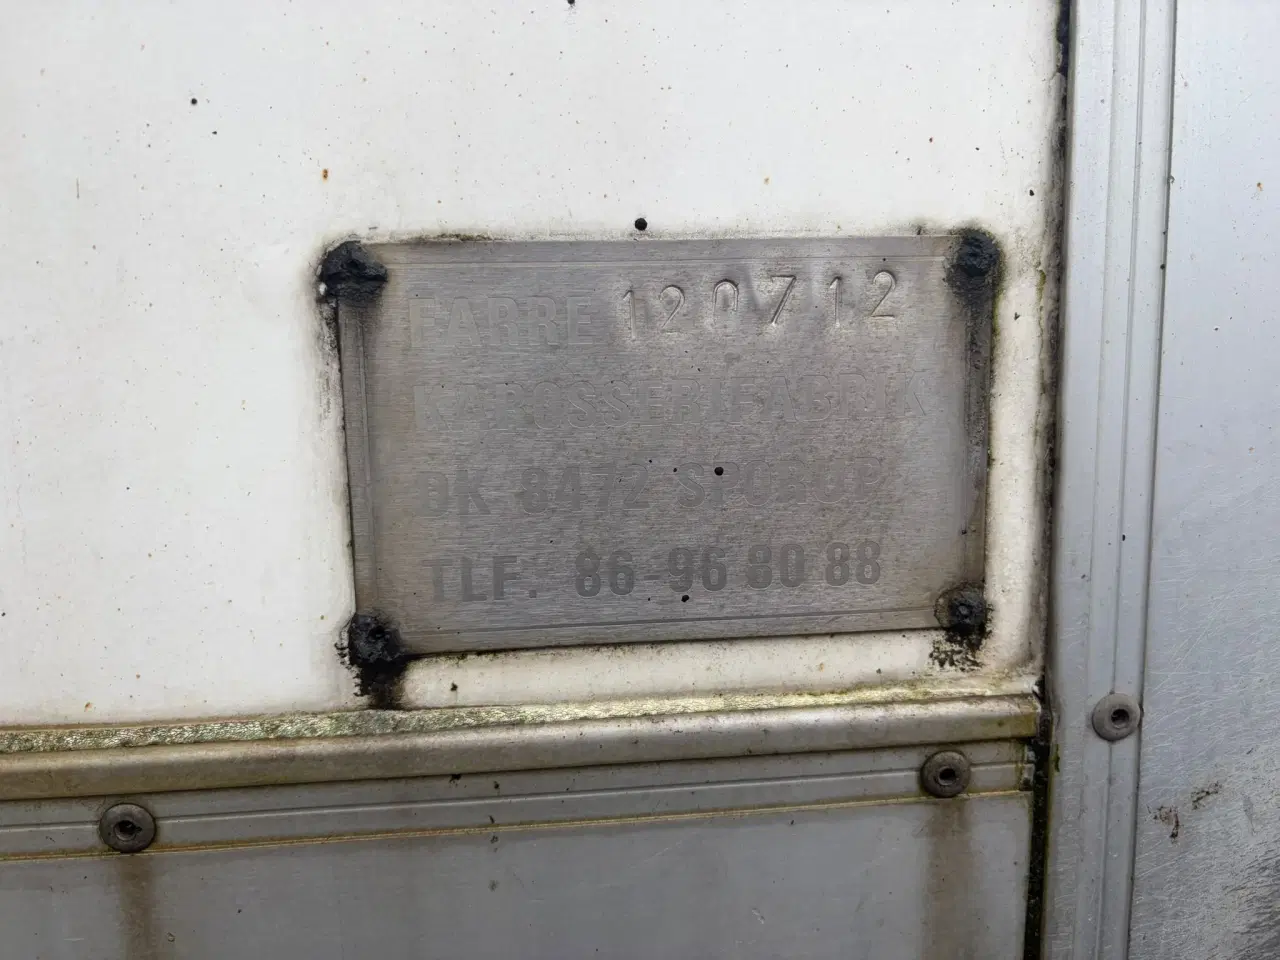 FARRE 120712
KAROSSERIFABRIK
DK 8472 SPORUP
TLF. 86-96 80 88